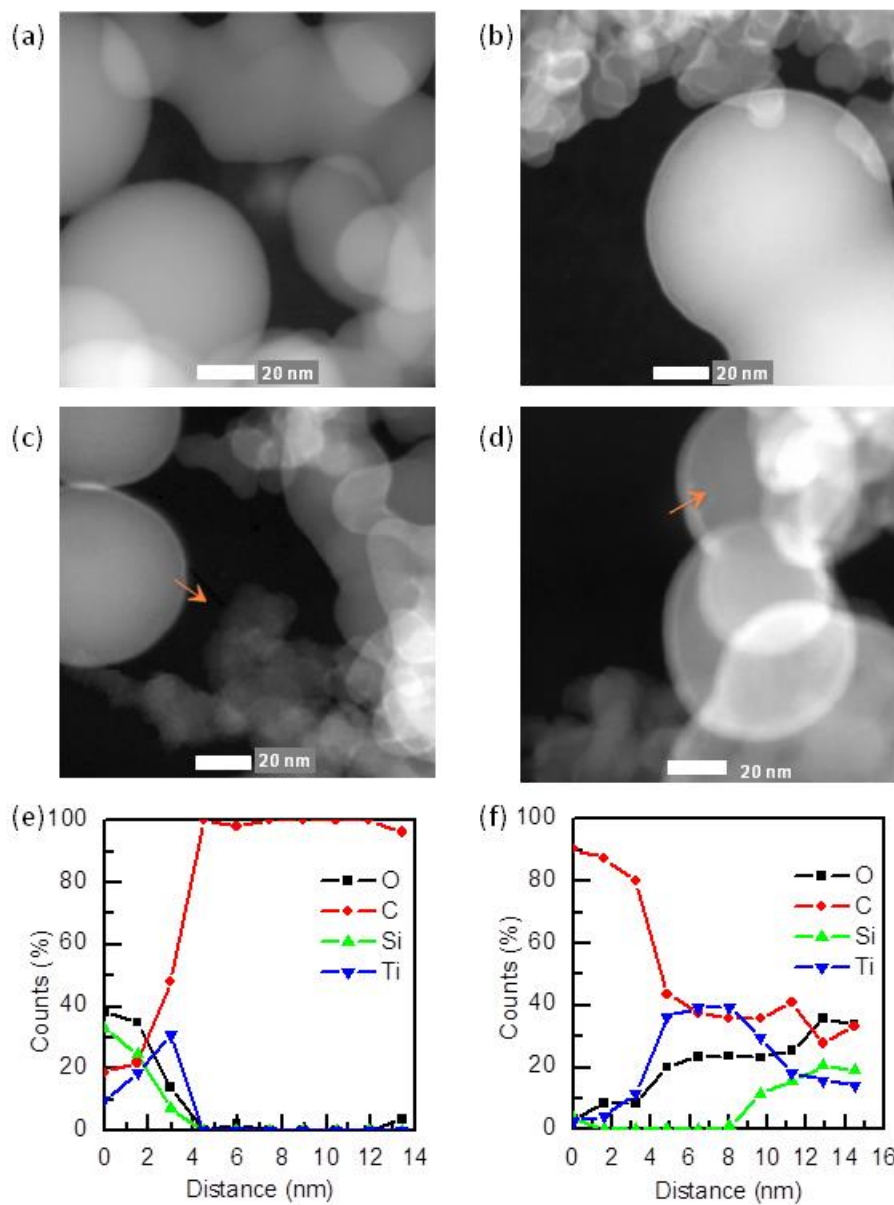 (a)
20 nm
(b)
20 nm
(c)
20 nm
(d)
20 nm
(e)
100
80
60
40
20
0
Counts (%)
O
C
Si
Ti
0 2 4 6 8 10 12 14
Distance (nm)
(f)
100
80
60
40
20
0
Counts (%)
O
C
Si
Ti
0 2 4 6 8 10 12 14 16
Distance (nm)